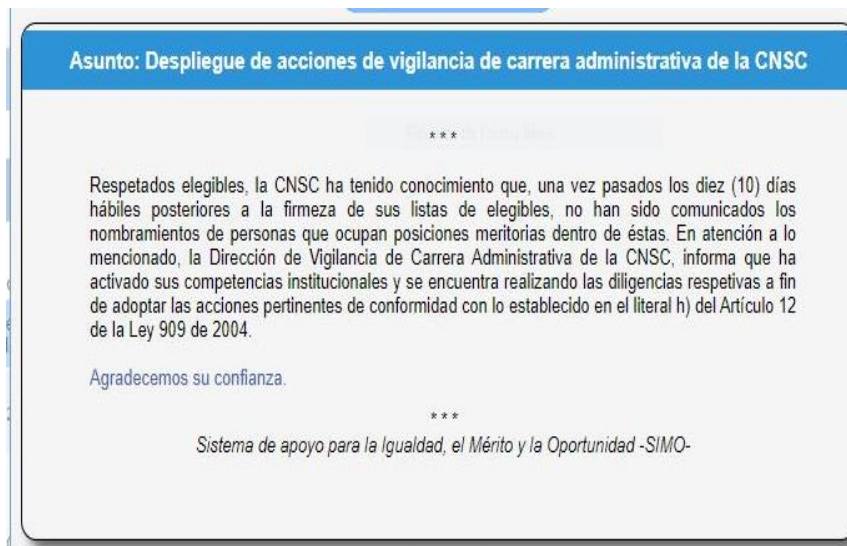 Asunto: Despliegue de acciones de vigilancia de carrera administrativa de la CNSC
* * *
Respetados elegibles, la CNSC ha tenido conocimiento que, una vez pasados los diez (10) días
hábiles posteriores a la firmeza de sus listas de elegibles, no han sido comunicados los
nombramientos de personas que ocupan posiciones meritorias dentro de éstas. En atención a lo
mencionado, la Dirección de Vigilancia de Carrera Administrativa de la CNSC, informa que ha
activado sus competencias institucionales y se encuentra realizando las diligencias respetivas a fin
de adoptar las acciones pertinentes de conformidad con lo establecido en el literal h) del Artículo 12
de la Ley 909 de 2004.
Agradecemos su confianza.
* * *
Sistema de apoyo para la Igualdad, el Mérito y la Oportunidad -SIMO-